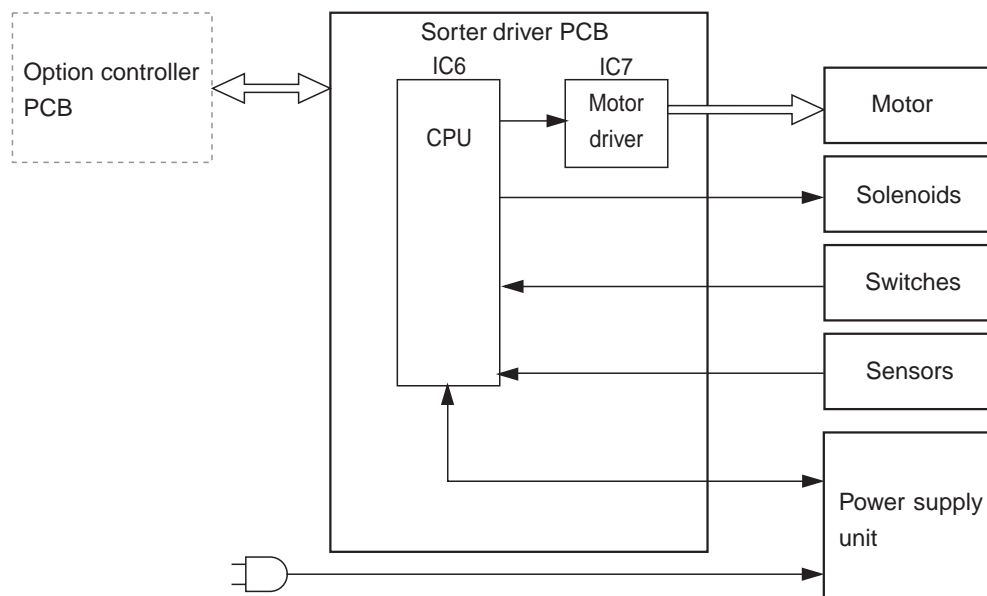 Sorter driver PCB
Option controller
PCB
IC6
CPU
IC7
Motor
driver
Motor
Solenoids
Switches
Sensors
Power supply
unit